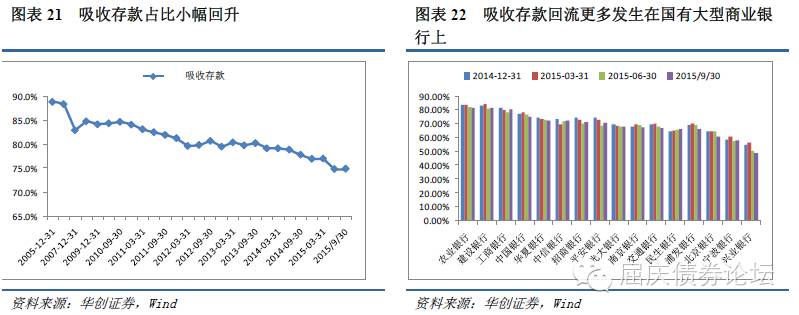 图表 21 吸收存款占比小幅回升
吸收存款
90.0%
85.0%
80.0%
75.0%
70.0%
65.0%
2005-12-31
2007-12-31
2009-12-31
2010-09-30
2011-03-31
2011-09-30
2012-03-31
2012-09-30
2013-03-31
2013-09-30
2014-03-31
2014-09-30
2015-03-31
2015/9/30
资料来源：华创证券，Wind
图表 22 吸收存款回流更多发生在国有大型商业银
行上
2014-12-31 2015-03-31 2015-06-30 2015/9/30
90.00%
80.00%
70.00%
60.00%
50.00%
40.00%
30.00%
20.00%
10.00%
0.00%
农业银行
建设银行
工商银行
中国银行
华夏银行
中信银行
招商银行
平安银行
光大银行
南京银行
交通银行
民生银行
浦发银行
北京银行
宁波银行
兴业银行
屈庆债券论坛
资料来源：华创证券，Wind